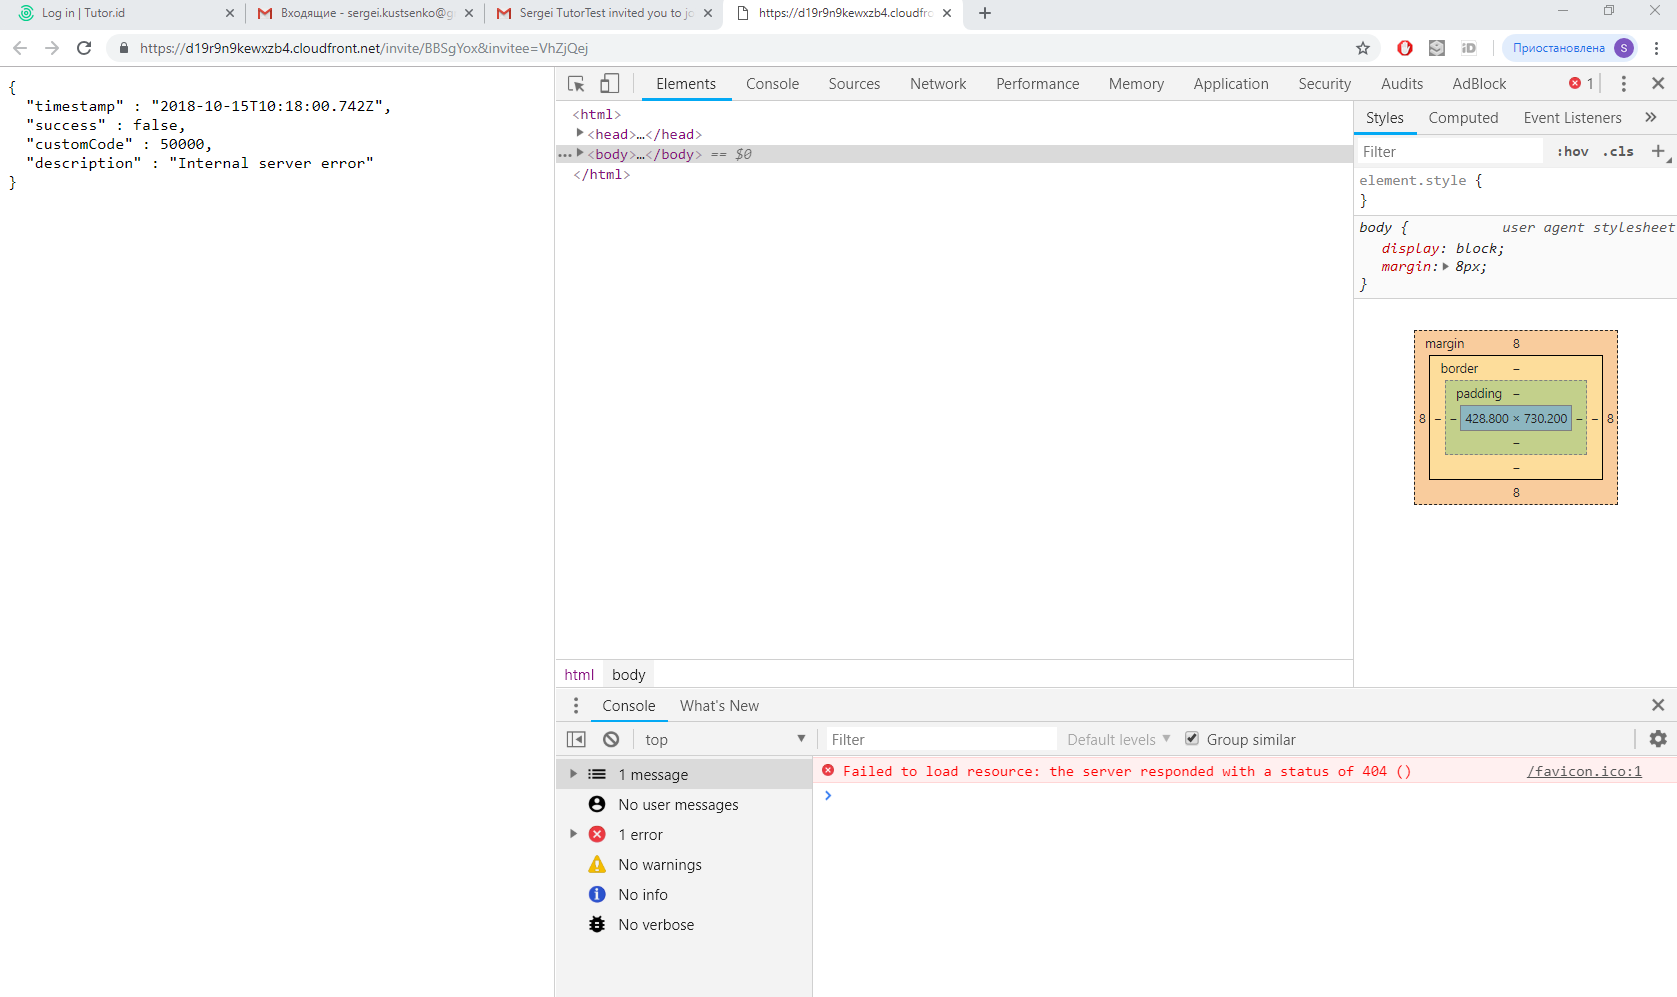 Log in | Tutor.id
Входящие - sergei.kustsenko@g
Sergei TutorTest invited you to jo
https://d19r9n9kewxzb4.cloudfro
https://d19r9n9kewxzb4.cloudfront.net/invite/BBSgYox&invitee=VhZjQej
iD
Приостановлена
S
{
"timestamp" : "2018-10-15T10:18:00.742Z",
"success" : false,
"customCode" : 50000,
"description" : "Internal server error"
}
Elements Console Sources Network Performance Memory Application Security Audits AdBlock 1
<html>
<head>…</head>
<body>…</body> == $0
</html>
html body
Styles Computed Event Listeners »
Filter :hov .cls +
element.style {
}
body { user agent stylesheet
display: block;
margin: 8px;
}
margin 8
border –
padding –
8 – – 428.800 × 730.200 – – 8
–
–
8
Console What's New
top Filter Default levels Group similar
1 message
No user messages
1 error
No warnings
No info
No verbose
Failed to load resource: the server responded with a status of 404 () /favicon.ico:1